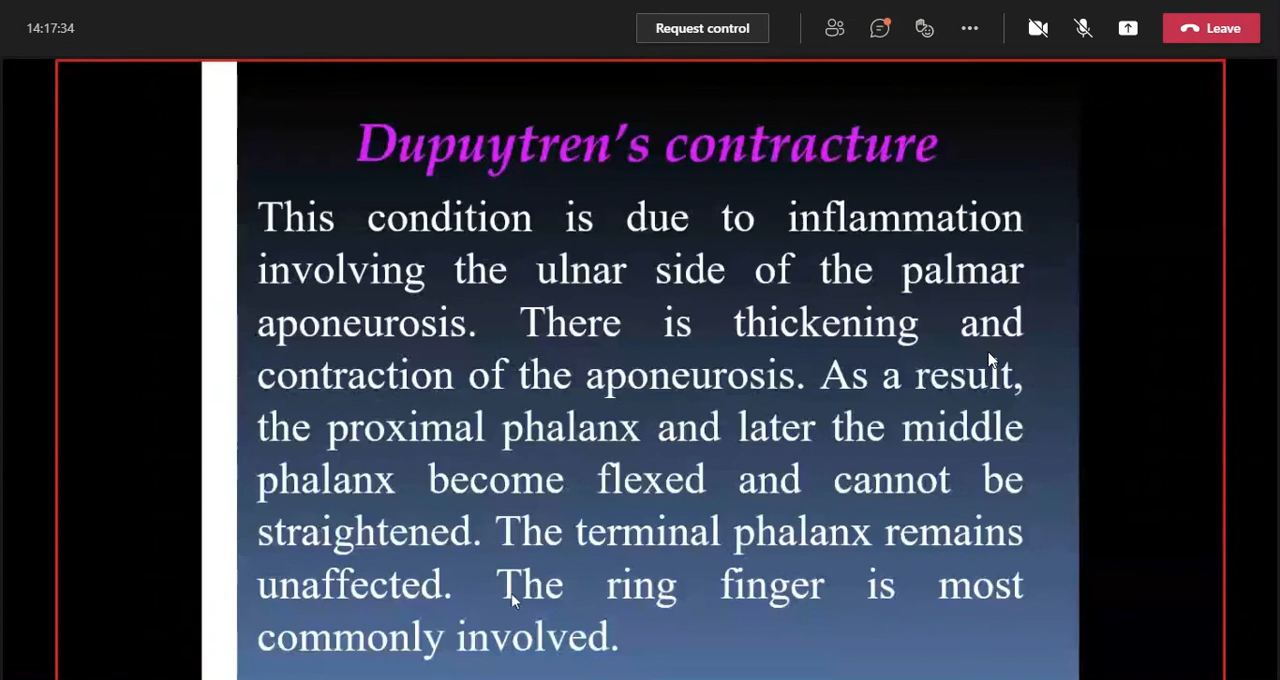 14:17:34
Request control
Leave
Dupuytren's contracture
This condition is due to inflammation
involving the ulnar side of the palmar
aponeurosis. There is thickening and
contraction of the aponeurosis. As a result,
the proximal phalanx and later the middle
phalanx become flexed and cannot be
straightened. The terminal phalanx remains
unaffected. The ring finger is most
commonly involved.